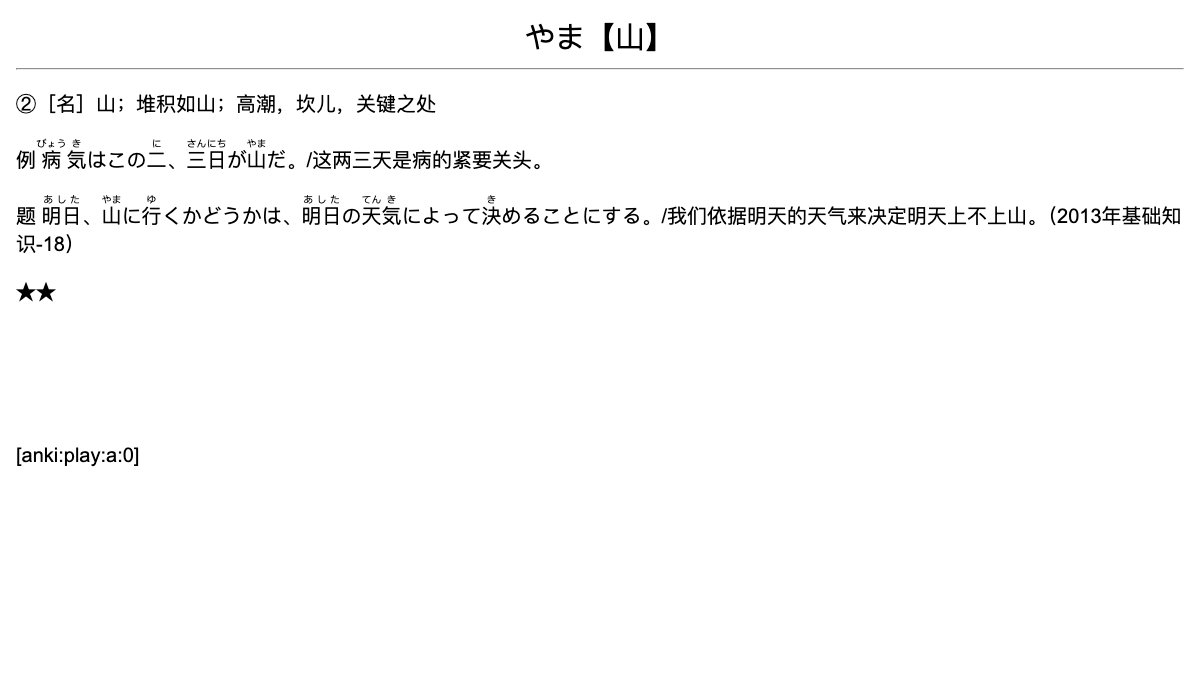 やま【山】
②［名］山；堆积如山；高潮，坎儿，关键之处
びょう き に さんにち やま
例 病 気はこの二、三日が山だ。/这两三天是病的紧要关头。
あした やま ゆ あした てん き き
题 明日、山に行くかどうかは、明日の天気によって決めることにする。/我们依据明天的天气来决定明天上不上山。（2013年基础知
识-18）
★★
[anki:play:a:0]